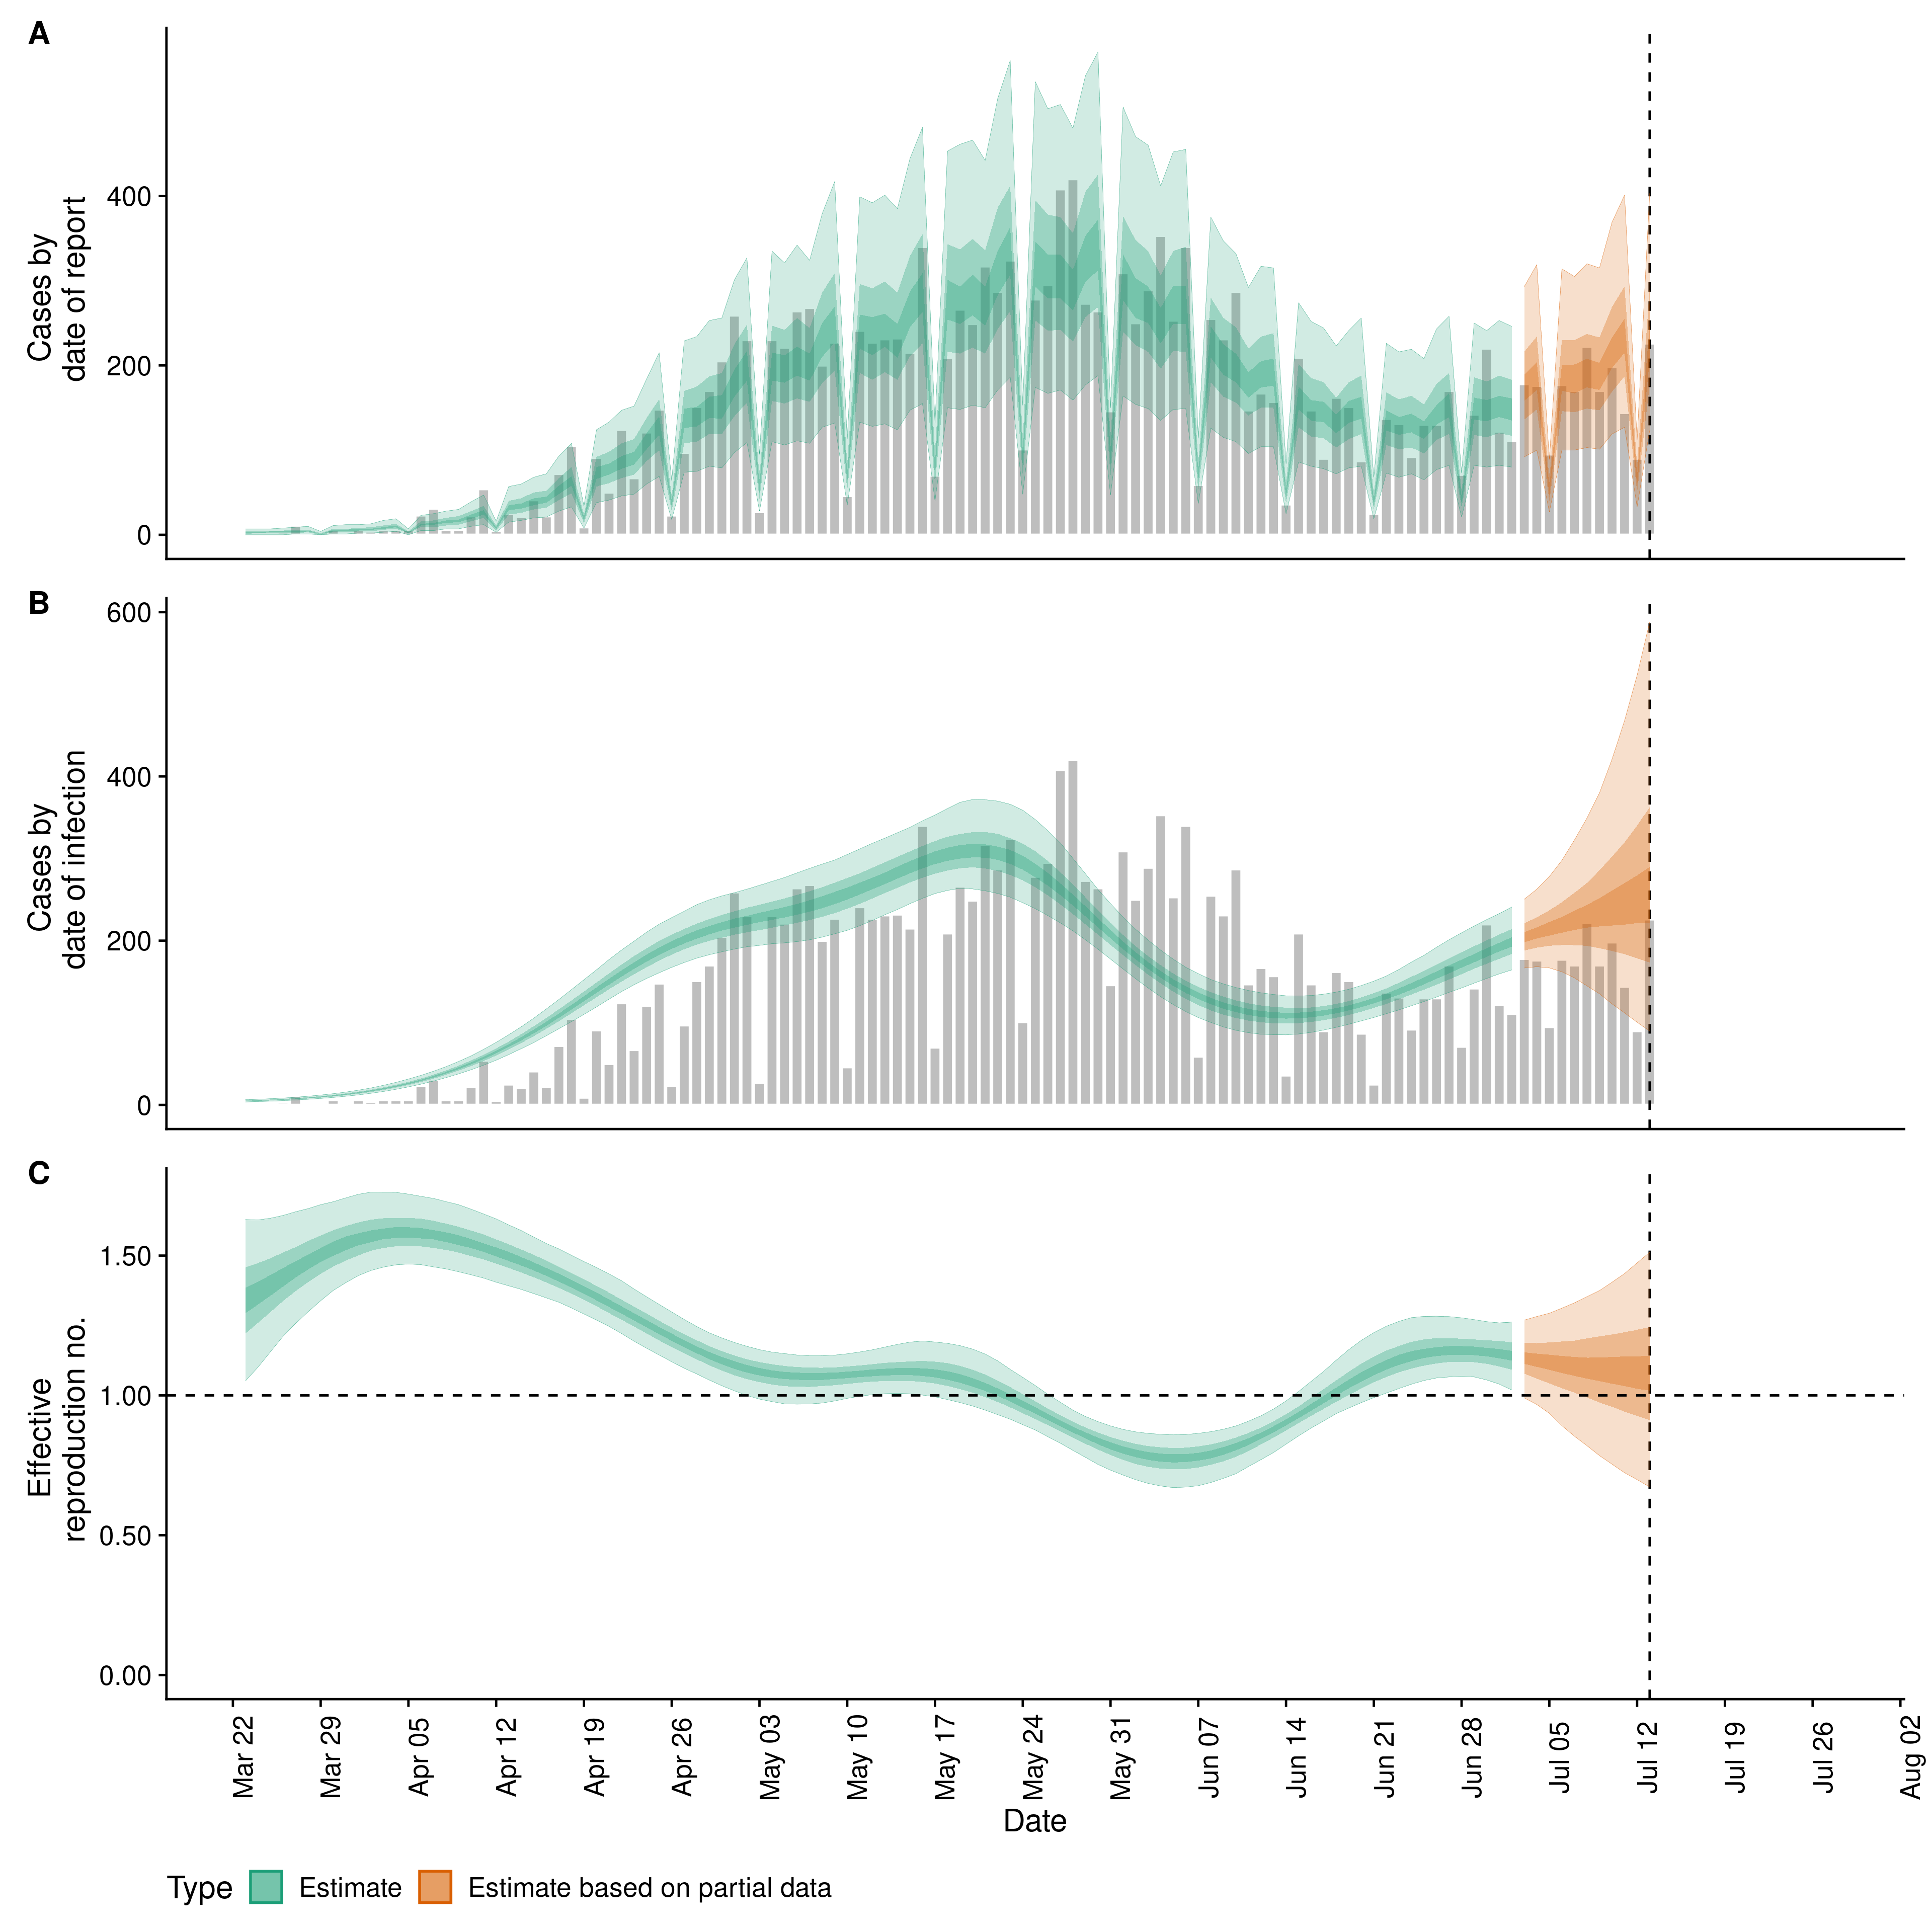 A
Cases by
date of report
400
200
0
B
Cases by
date of infection
600
400
200
0
C
Effective
reproduction no.
1.50
1.00
0.50
0.00
Mar 22
Mar 29
Apr 05
Apr 12
Apr 19
Apr 26
May 03
May 10
May 17
May 24
May 31
Jun 07
Jun 14
Jun 21
Jun 28
Jul 05
Jul 12
Jul 19
Jul 26
Aug 02
Date
Type Estimate Estimate based on partial data